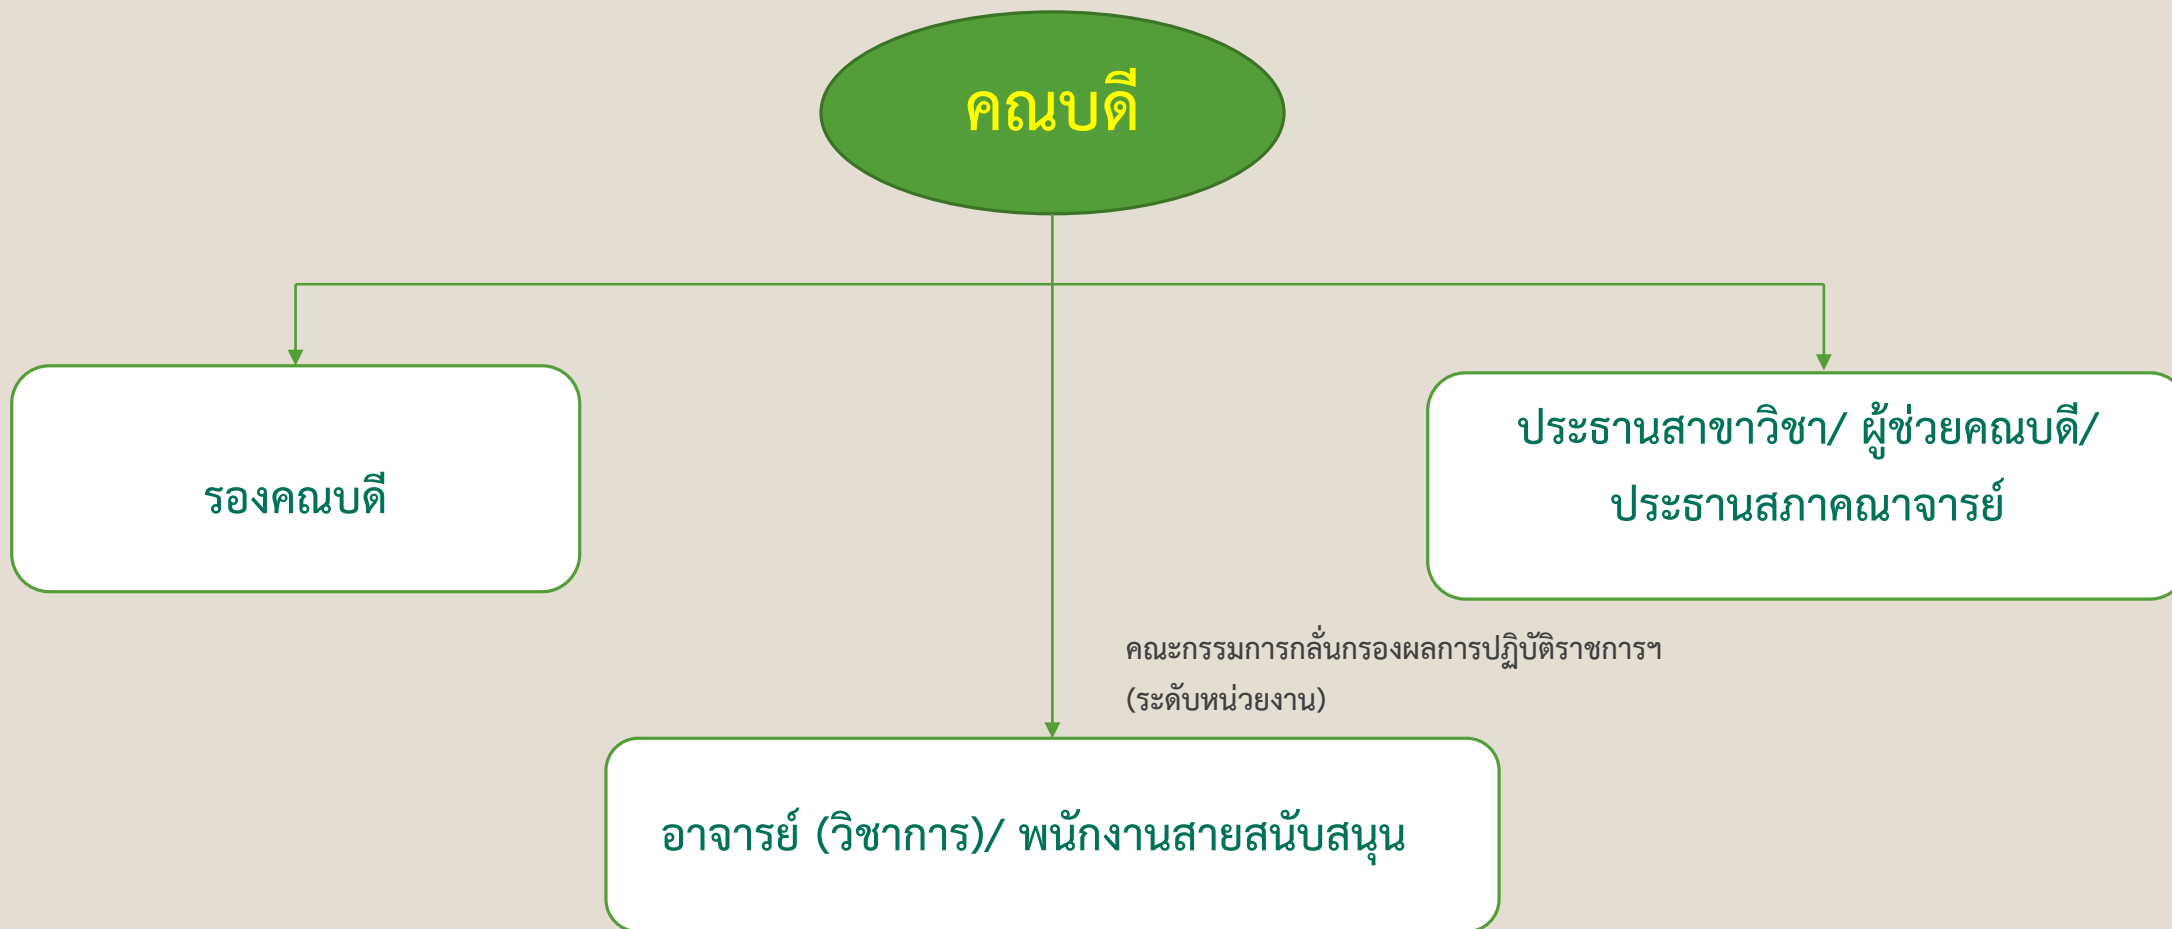 คณบดี
รองคณบดี
ประธานสาขาวิชา/ ผู้ช่วยคณบดี/
ประธานสภาคณาจารย์
คณะกรรมการกลั่นกรองผลการปฏิบัติราชการฯ
(ระดับหน่วยงาน)
อาจารย์ (วิชาการ)/ พนักงานสายสนับสนุน